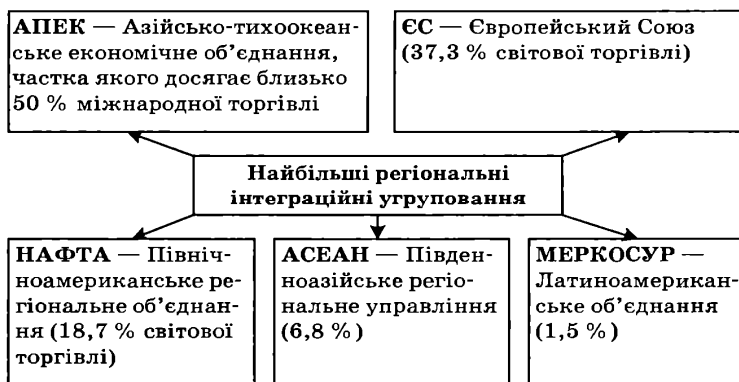 АПЕК — Азійсько-тихоокеан-
ське економічне об’єднання,
частка якого досягає близько
50 % міжнародної торгівлі
ЄС — Європейський Союз
(37,3 % світової торгівлі)
Найбільші регіональні
інтеграційні угруповання
НАФТА — Північ-
ноамериканське ре-
гіональне об’єднан-
ня (18,7 % світової
торгівлі)
АСЕАН — Півден-
ноазійське регіо-
нальне управління
(6,8 %)
МЕРКОСУР —
Латиноамерикан-
ське об’єднання
(1,5 %)